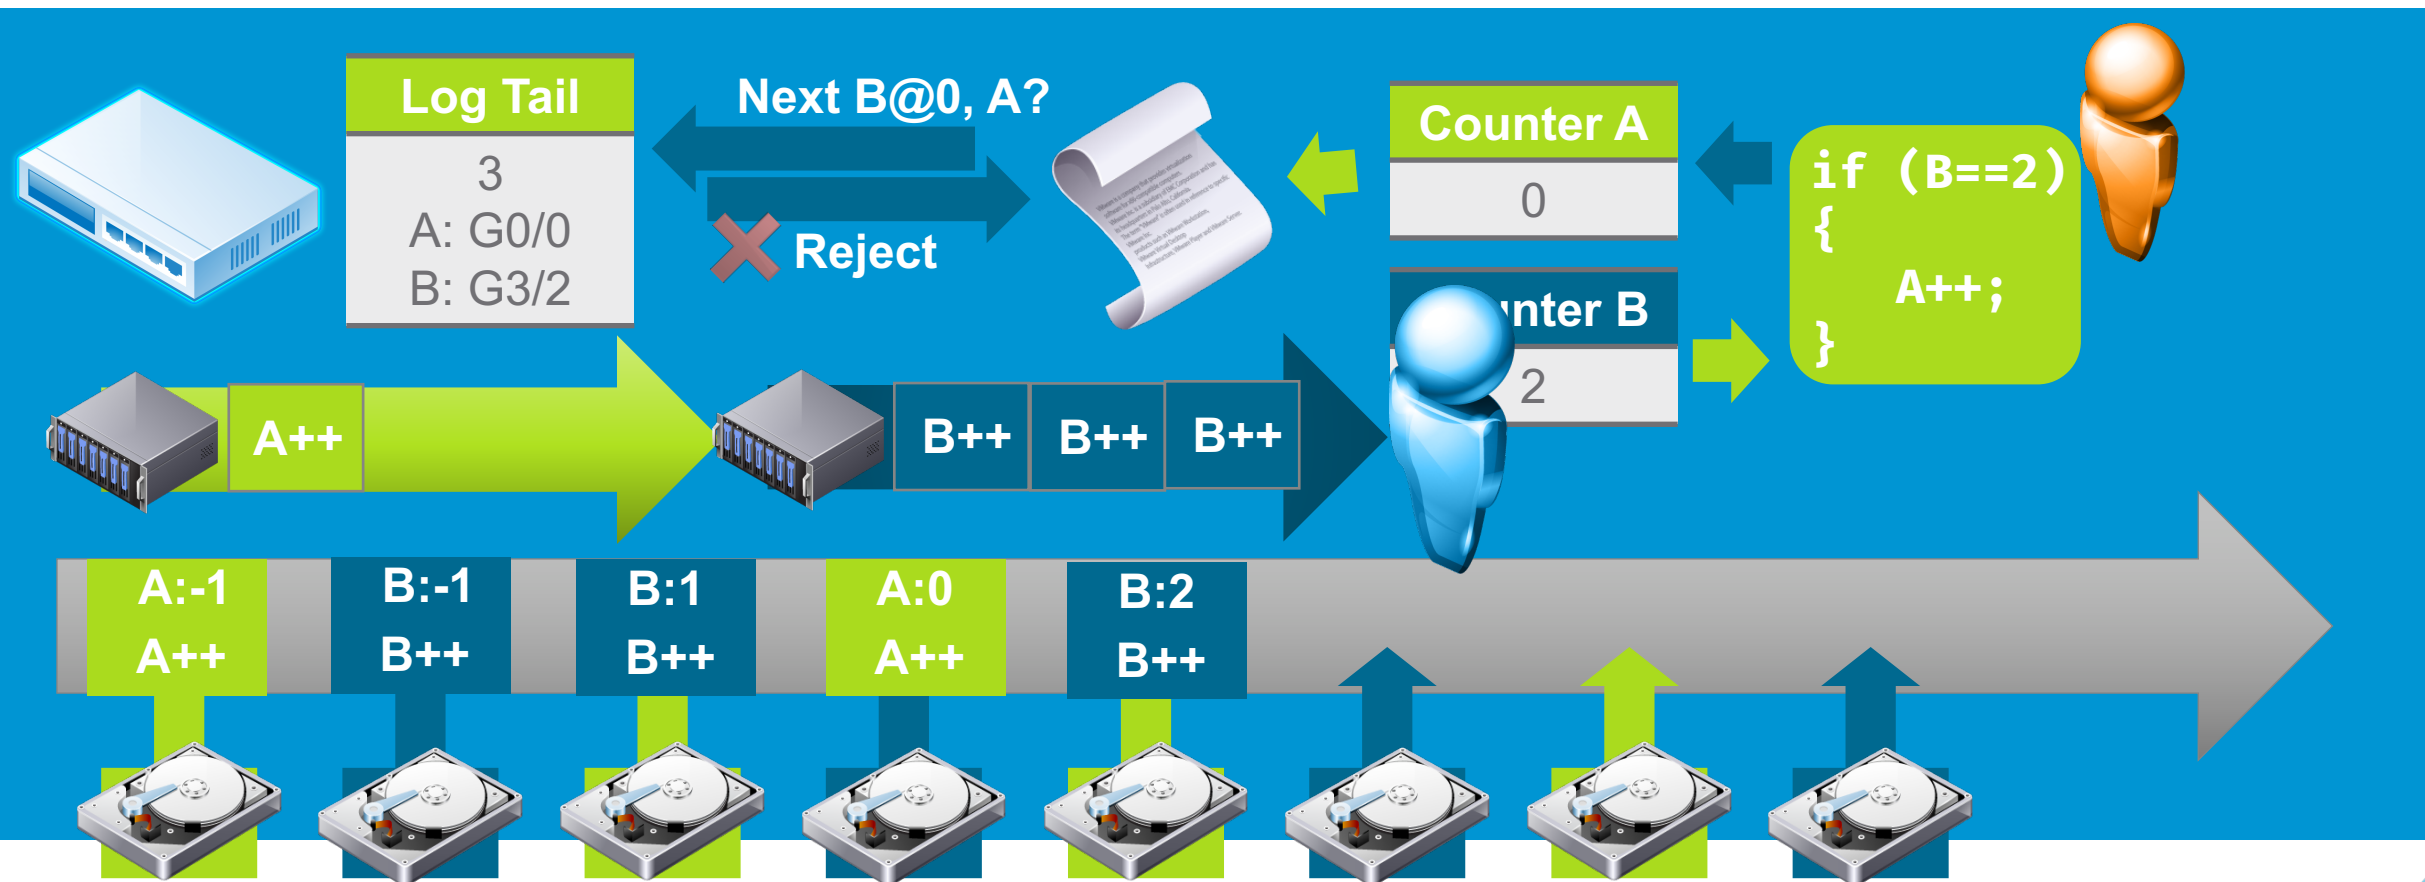 Log Tail
3
A: G0/0
B: G3/2
Next B@0, A?
Reject
Counter A
0
nter B
2
if (B==2)
{
A++;
}
A++
B++
B++
B++
A:-1
A++
B:-1
B++
B:1
B++
A:0
A++
B:2
B++